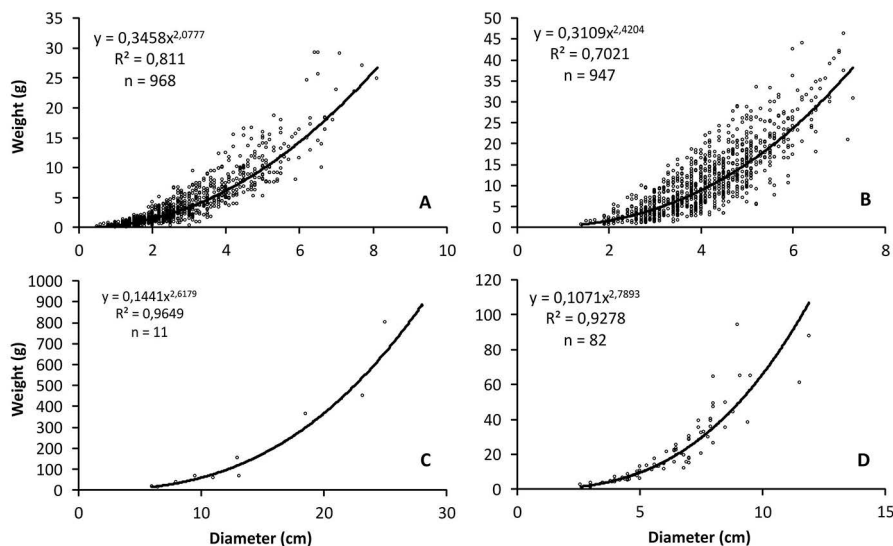 35
30
25
20
15
10
5
0
Weight (g)
y = 0,3458x^2,0777
R² = 0,811
n = 968
A
0 2 4 6 8 10
50
45
40
35
30
25
20
15
10
5
0
y = 0,3109x^2,4204
R² = 0,7021
n = 947
B
0 2 4 6 8
1000
900
800
700
600
500
400
300
200
100
0
Weight (g)
y = 0,1441x^2,6179
R² = 0,9649
n = 11
C
0 10 20 30
Diameter (cm)
120
100
80
60
40
20
0
y = 0,1071x^2,7893
R² = 0,9278
n = 82
D
0 5 10 15
Diameter (cm)